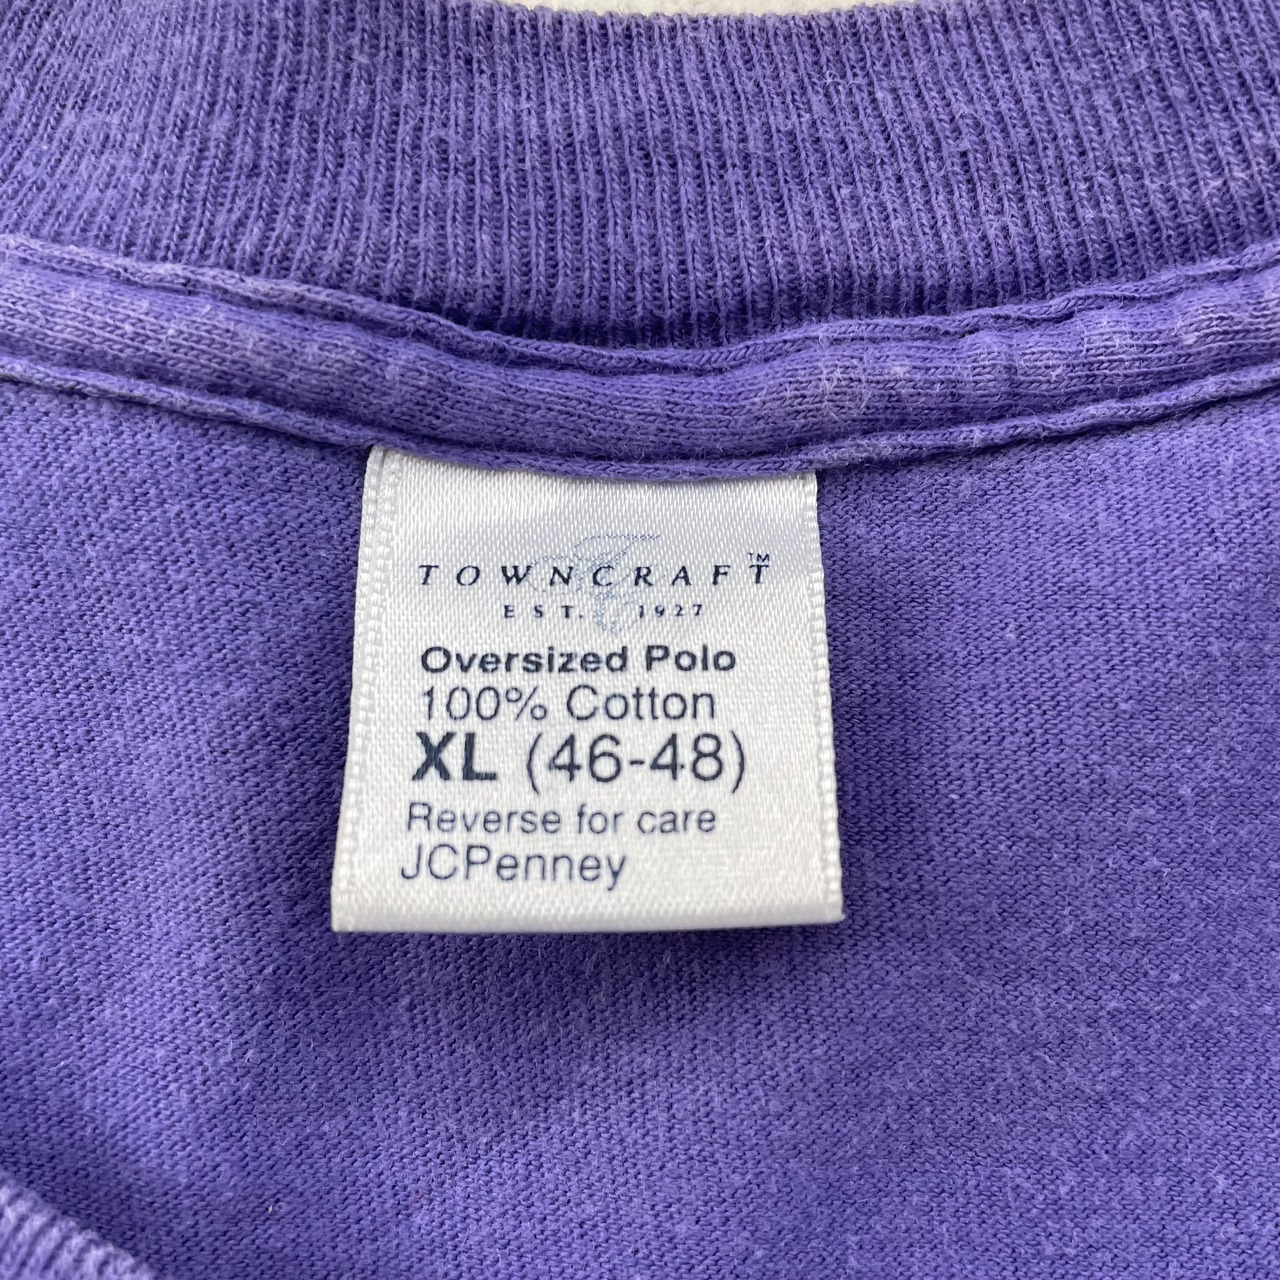 TOWNCRAFT™
EST. 1927
Oversized Polo
100% Cotton
XL (46-48)
Reverse for care
JCPenney